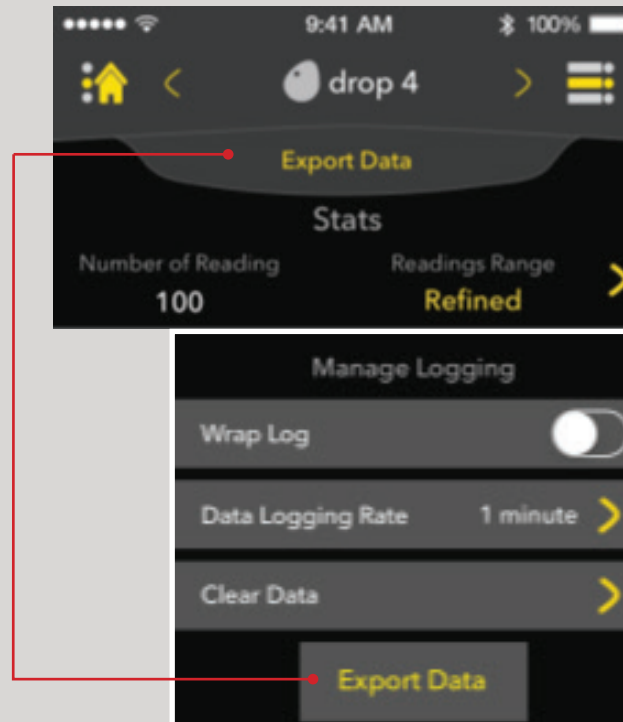 9:41 AM 100%
drop 4
Export Data
Stats
Number of Reading Readings Range
100 Refined
Manage Logging
Wrap Log
Data Logging Rate 1 minute
Clear Data
Export Data